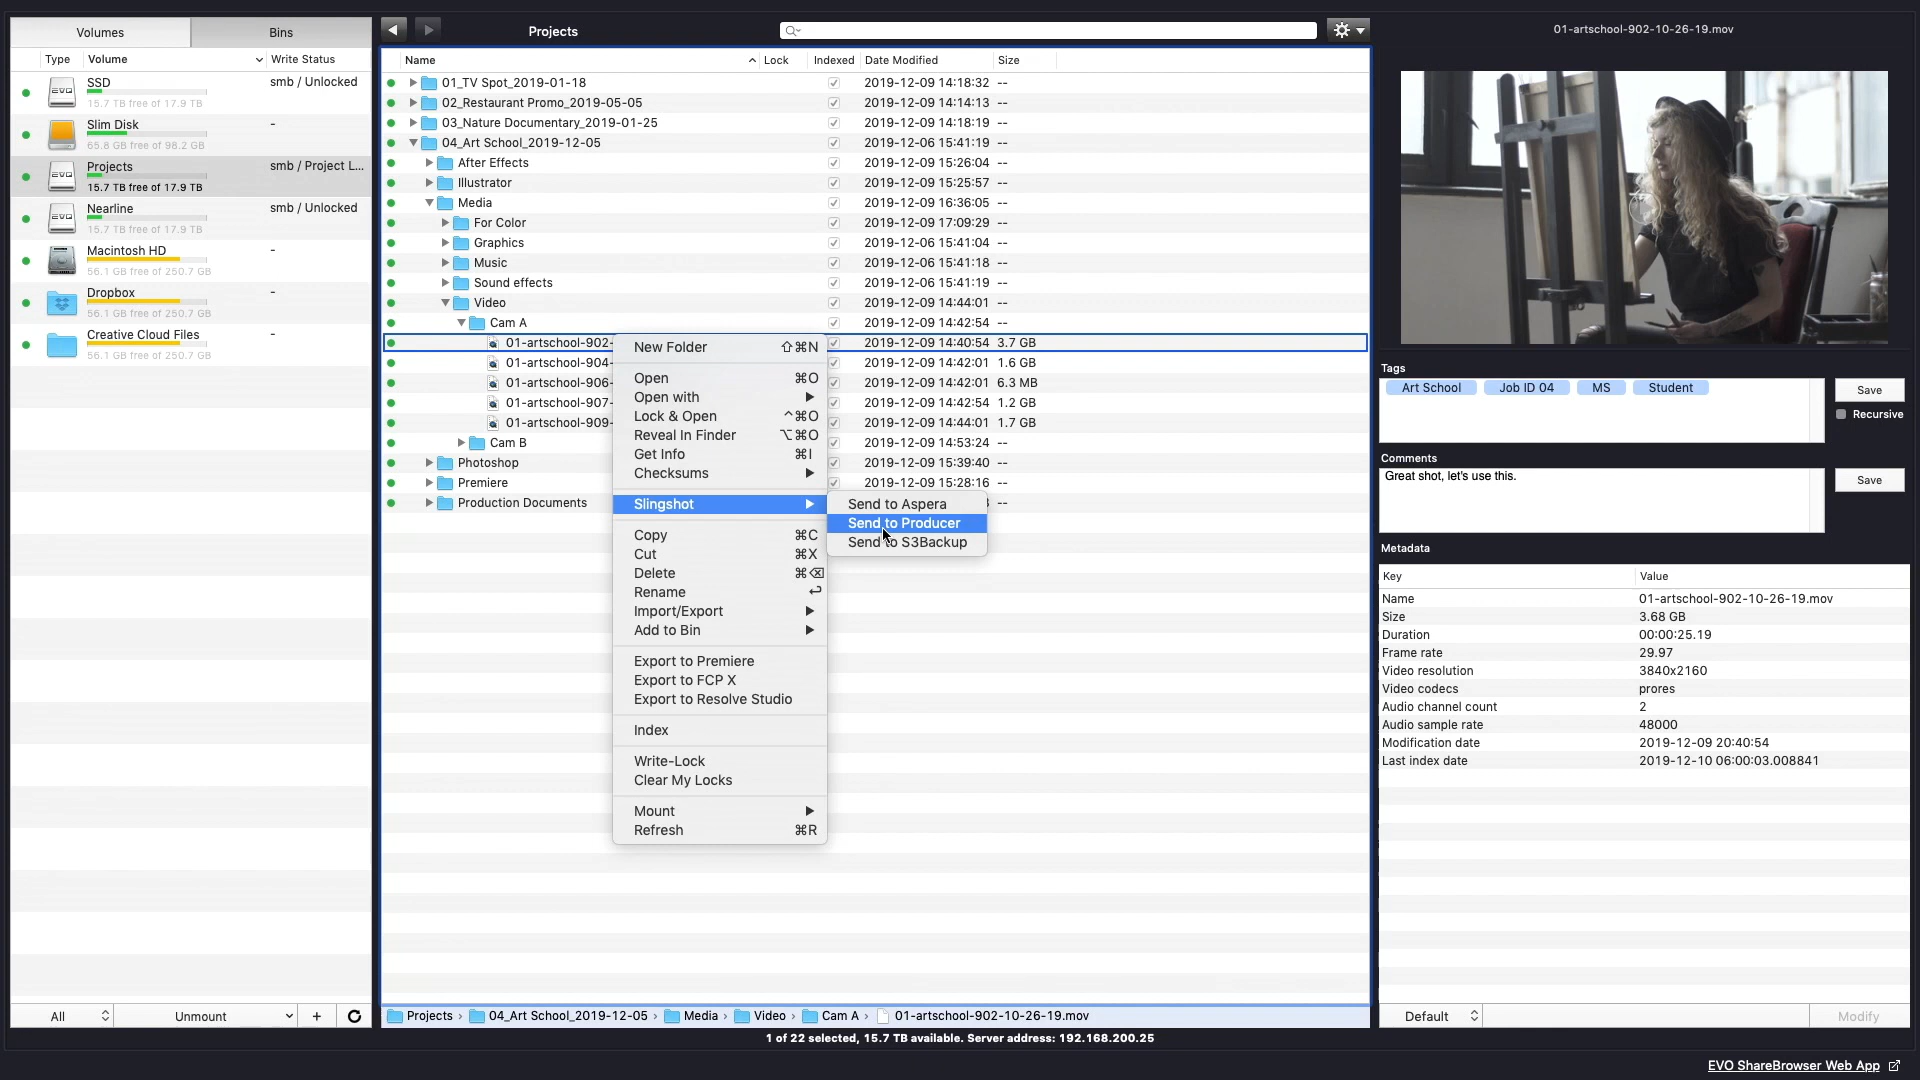 Volumes Bins
Type Volume Write Status
SSD smb / Unlocked
15.7 TB free of 17.9 TB
Slim Disk -
65.8 GB free of 98.2 GB
Projects smb / Project L...
15.7 TB free of 17.9 TB
Nearline smb / Unlocked
15.7 TB free of 17.9 TB
Macintosh HD -
56.1 GB free of 250.7 GB
Dropbox -
56.1 GB free of 250.7 GB
Creative Cloud Files -
56.1 GB free of 250.7 GB
All Unmount +
Projects
Name Lock Indexed Date Modified Size
01_TV Spot_2019-01-18 2019-12-09 14:18:32 --
02_Restaurant Promo_2019-05-05 2019-12-09 14:14:13 --
03_Nature Documentary_2019-01-25 2019-12-09 14:18:19 --
04_Art School_2019-12-05 2019-12-06 15:41:19 --
After Effects 2019-12-09 15:26:04 --
Illustrator 2019-12-09 15:25:57 --
Media 2019-12-09 16:36:05 --
For Color 2019-12-09 17:09:29 --
Graphics 2019-12-06 15:41:04 --
Music 2019-12-06 15:41:18 --
Sound effects 2019-12-06 15:41:19 --
Video 2019-12-09 14:44:01 --
Cam A 2019-12-09 14:42:54 --
01-artschool-902- 2019-12-09 14:40:54 3.7 GB
01-artschool-904- 2019-12-09 14:42:01 1.6 GB
01-artschool-906- 2019-12-09 14:42:01 6.3 MB
01-artschool-907- 2019-12-09 14:42:54 1.2 GB
01-artschool-909- 2019-12-09 14:44:01 1.7 GB
Cam B 2019-12-09 14:53:24 --
Photoshop 2019-12-09 15:39:40 --
Premiere 2019-12-09 15:28:16 --
Production Documents --
New Folder ⇧⌘N
Open ⌘O
Open with
Lock & Open ^⌘O
Reveal In Finder ⌥⌘O
Get Info ⌘I
Checksums
Slingshot
Copy ⌘C
Cut ⌘X
Delete ⌘⌫
Rename ↩
Import/Export
Add to Bin
Export to Premiere
Export to FCP X
Export to Resolve Studio
Index
Write-Lock
Clear My Locks
Mount
Refresh ⌘R
Send to Aspera
Send to Producer
Send to S3Backup
Projects › 04_Art School_2019-12-05 › Media › Video › Cam A › 01-artschool-902-10-26-19.mov
1 of 22 selected, 15.7 TB available. Server address: 192.168.200.25
01-artschool-902-10-26-19.mov
Tags
Art School Job ID 04 MS Student
Save
Recursive
Comments
Great shot, let's use this.
Save
Metadata
Key Value
Name 01-artschool-902-10-26-19.mov
Size 3.68 GB
Duration 00:00:25.19
Frame rate 29.97
Video resolution 3840x2160
Video codecs prores
Audio channel count 2
Audio sample rate 48000
Modification date 2019-12-09 20:40:54
Last index date 2019-12-10 06:00:03.008841
Default Modify
EVO ShareBrowser Web App